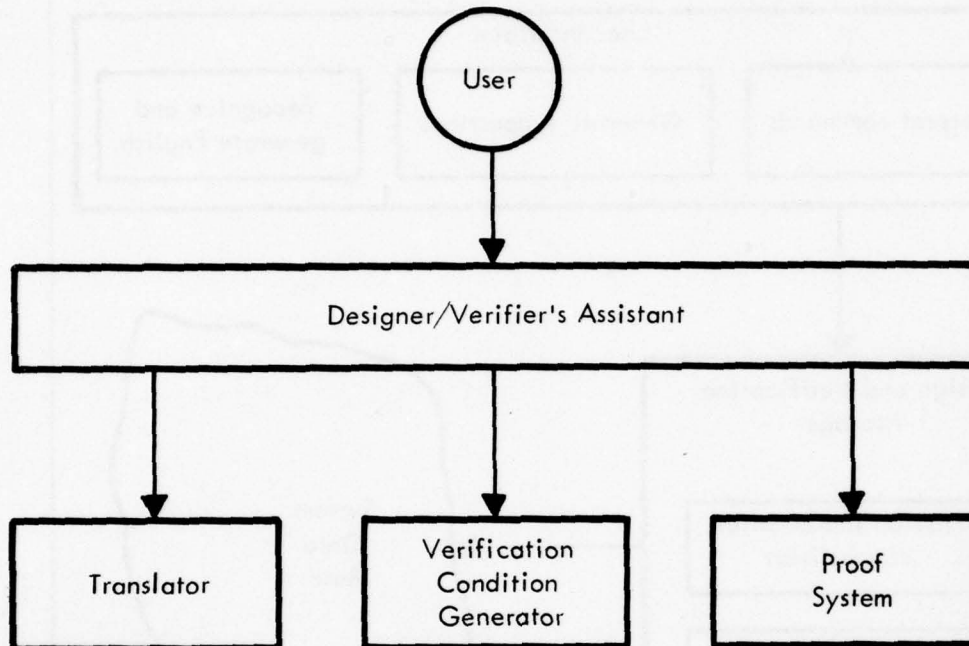 User
Designer/Verifier's Assistant
Translator
Verification
Condition
Generator
Proof
System